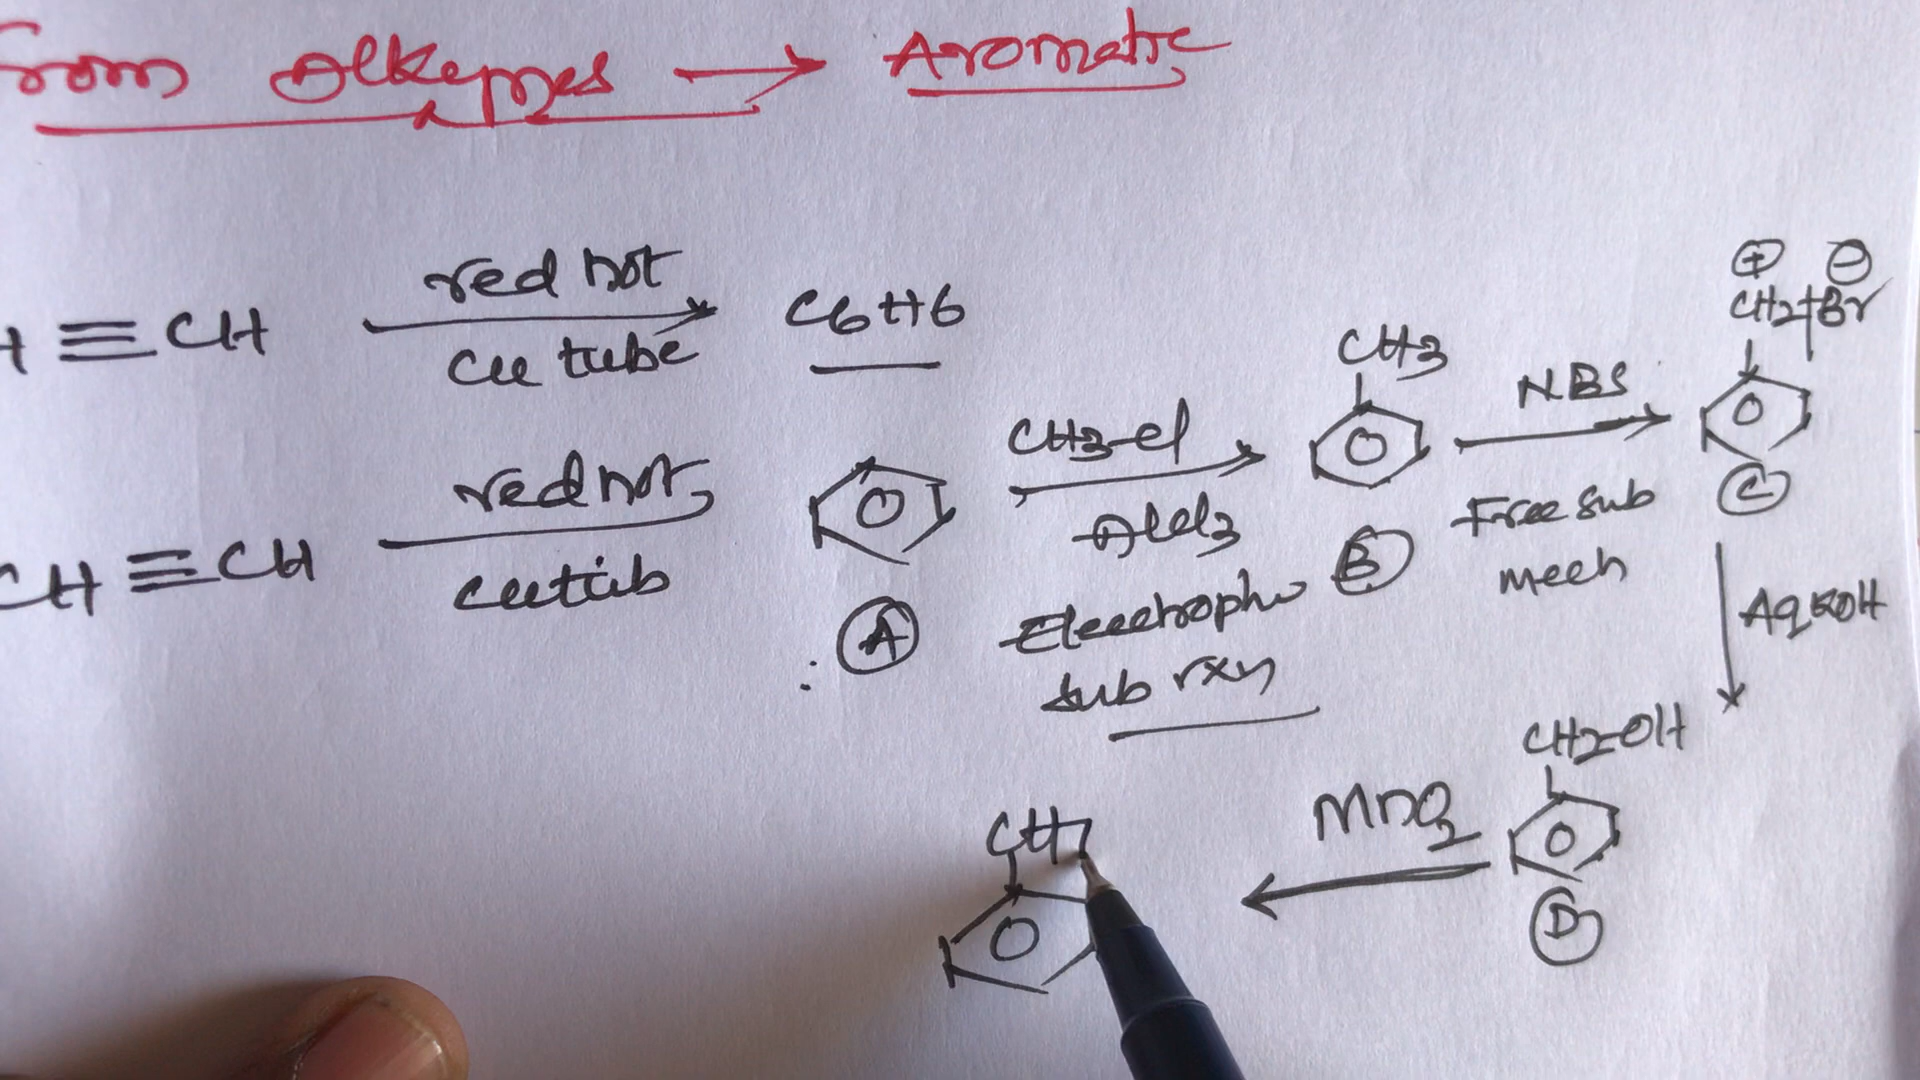 From Alkynes → Aromatic
H ≡ CH red hot Cu tube C6H6
CH ≡ CH red hot Cu tub
A
CH3-Cl
AlCl3
Electrophi
sub rxn
CH3
B
NBS
Free sub
mech
⊕ ⊖
CH2+Br
C
Aq KOH
CH2-OH
D
MnO2
CH